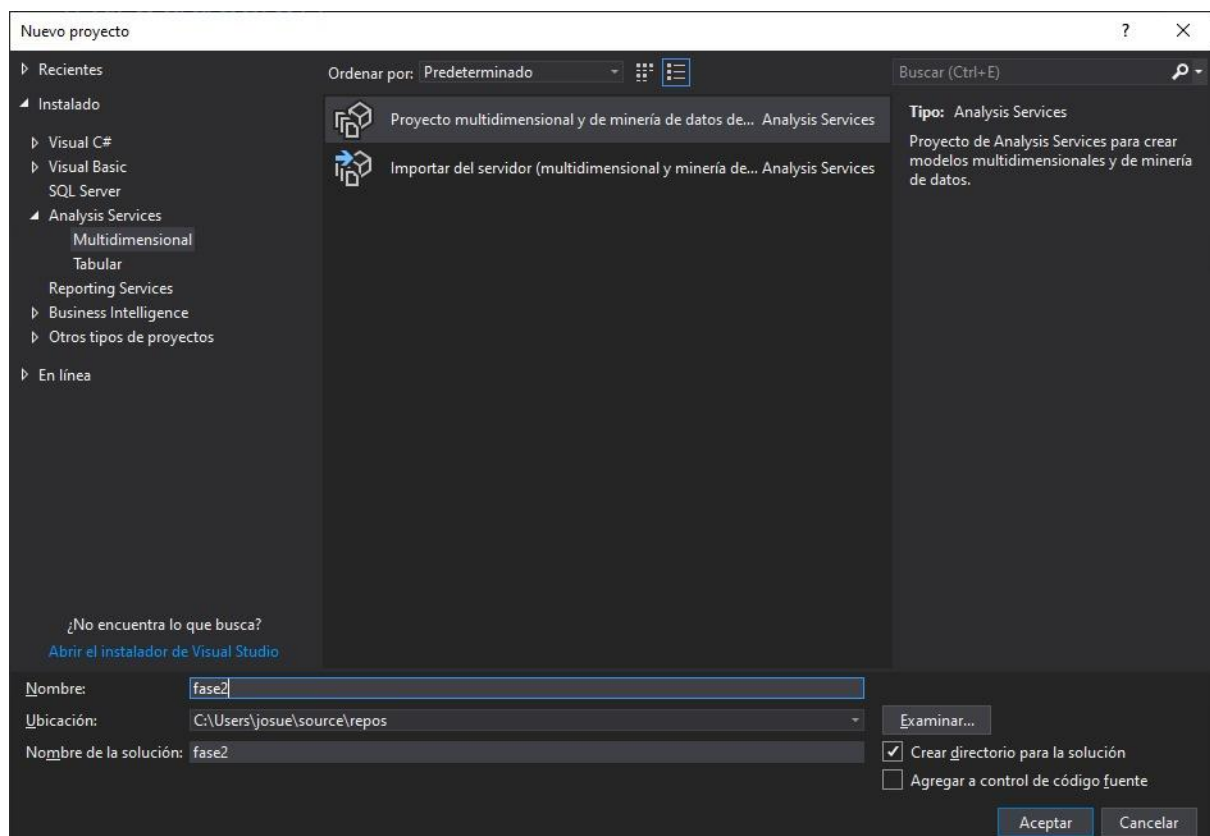 Nuevo proyecto
?
Recientes
Instalado
Visual C#
Visual Basic
SQL Server
Analysis Services
Multidimensional
Tabular
Reporting Services
Business Intelligence
Otros tipos de proyectos
En línea
¿No encuentra lo que busca?
Abrir el instalador de Visual Studio
Ordenar por: Predeterminado
Proyecto multidimensional y de minería de datos de... Analysis Services
Importar del servidor (multidimensional y minería de... Analysis Services
Buscar (Ctrl+E)
Tipo: Analysis Services
Proyecto de Analysis Services para crear
modelos multidimensionales y de minería
de datos.
Nombre: fase2
Ubicación: C:\Users\josue\source\repos
Examinar...
Nombre de la solución: fase2
Crear directorio para la solución
Agregar a control de código fuente
Aceptar Cancelar